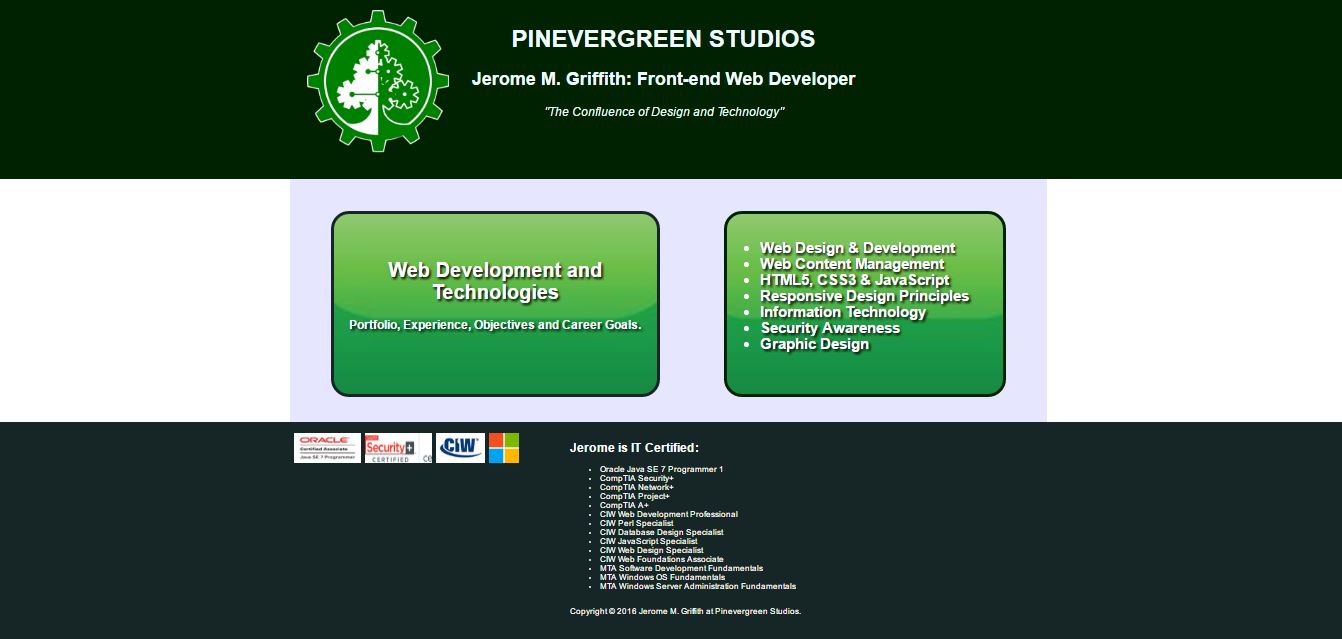 PINEVERGREEN STUDIOS
Jerome M. Griffith: Front-end Web Developer
"The Confluence of Design and Technology"
Web Development and
Technologies
Portfolio, Experience, Objectives and Career Goals.
• Web Design & Development
• Web Content Management
• HTML5, CSS3 & JavaScript
• Responsive Design Principles
• Information Technology
• Security Awareness
• Graphic Design
ORACLE
Certified Associate
Java SE 7 Programmer
Security+
CERTIFIED
ce
CIW
Jerome is IT Certified:
• Oracle Java SE 7 Programmer 1
• CompTIA Security+
• CompTIA Network+
• CompTIA Project+
• CompTIA A+
• CIW Web Development Professional
• CIW Perl Specialist
• CIW Database Design Specialist
• CIW JavaScript Specialist
• CIW Web Design Specialist
• CIW Web Foundations Associate
• MTA Software Development Fundamentals
• MTA Windows OS Fundamentals
• MTA Windows Server Administration Fundamentals
Copyright © 2016 Jerome M. Griffith at Pinevergreen Studios.